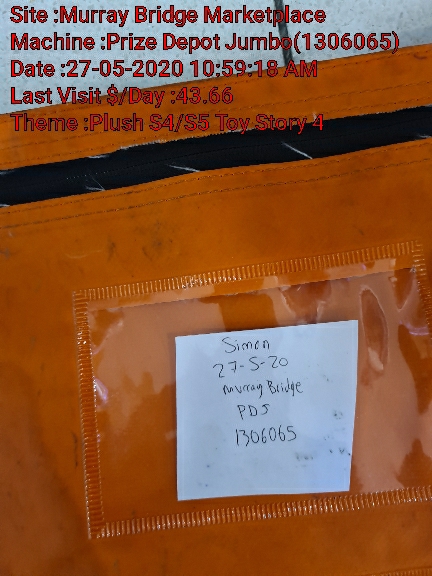 Site :Murray Bridge Marketplace
Machine :Prize Depot Jumbo(1306065)
Date :27-05-2020 10:59:18 AM
Last Visit $/Day :43.66
Theme :Plush S4/S5 Toy Story 4
Simon
27-5-20
Murray Bridge
PDJ
1306065